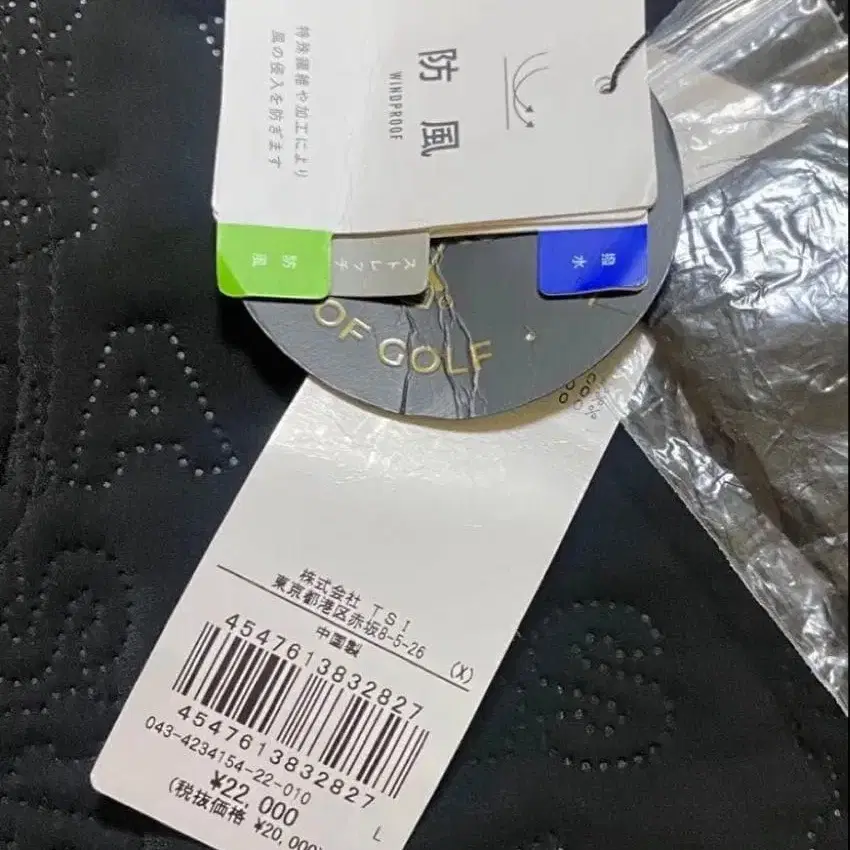 防風
WINDPROOF
特殊繊維や加工により
風の侵入を防ぎます
防風
ストレッチ
撥水
OF GOLF
株式会社 TSI
東京都港区赤坂8-5-26
中国製
(X)
4547613832827
4547613832827
043-4234154-22-010
¥22,000
(税抜価格 ¥20,000)
L